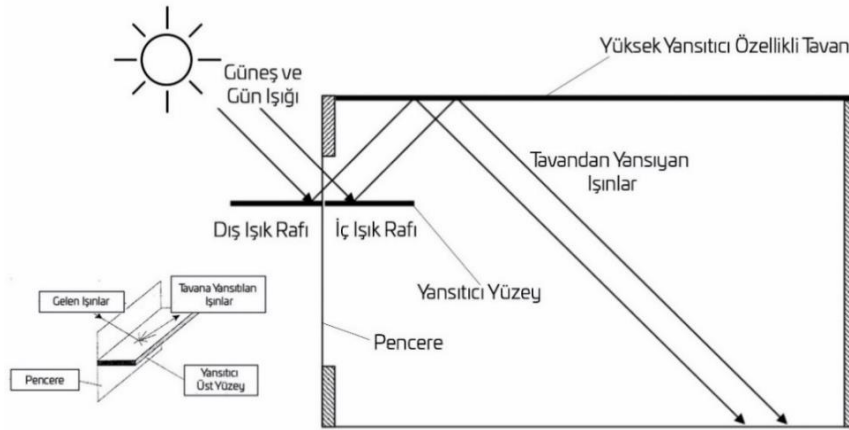 Yüksek Yansıtıcı Özellikli Tavan
Güneş ve
Gün Işığı
Tavandan Yansıyan
Işınlar
Dış Işık Rafı
İç Işık Rafı
Yansıtıcı Yüzey
Pencere
Gelen Işınlar
Tavana Yansıtılan
Işınlar
Pencere
Yansıtıcı
Üst Yüzey